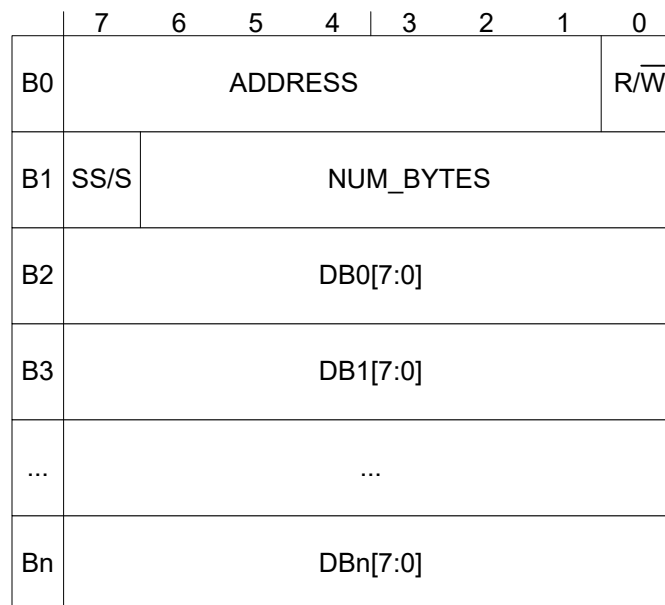 7 6 5 4 3 2 1 0
B0 ADDRESS R/W̅
B1 SS/S NUM_BYTES
B2 DB0[7:0]
B3 DB1[7:0]
... ...
Bn DBn[7:0]